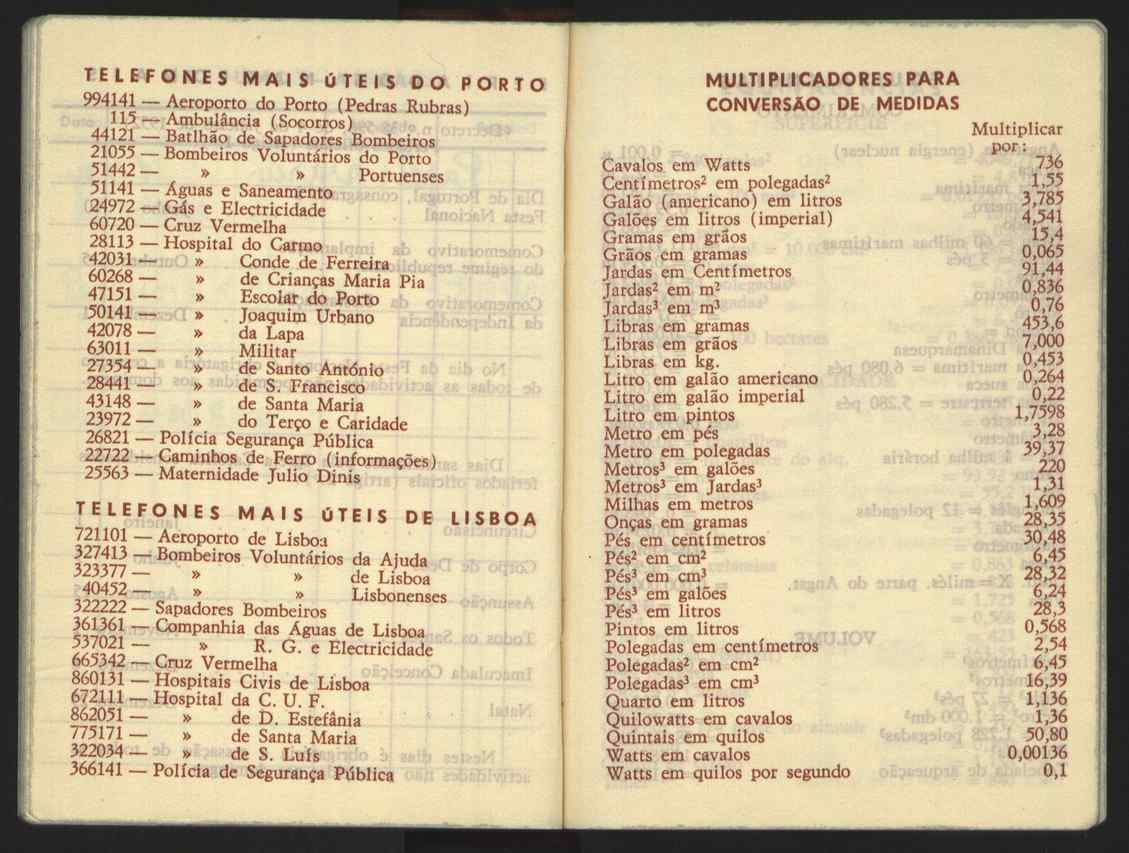 TELEFONES MAIS ÚTEIS DO PORTO
994141 — Aeroporto do Porto (Pedras Rubras)
115 — Ambulância (Socorros)
44121 — Batlhão de Sapadores Bombeiros
21055 — Bombeiros Voluntários do Porto
51442 — » » Portuenses
51141 — Águas e Saneamento
24972 — Gás e Electricidade
60720 — Cruz Vermelha
28113 — Hospital do Carmo
42031 — » Conde de Ferreira
60268 — » de Crianças Maria Pia
47151 — » Escolar do Porto
50141 — » Joaquim Urbano
42078 — » da Lapa
63011 — » Militar
27354 — » de Santo António
28441 — » de S. Francisco
43148 — » de Santa Maria
23972 — » do Terço e Caridade
26821 — Polícia Segurança Pública
22722 — Caminhos de Ferro (informações)
25563 — Maternidade Julio Dinis
TELEFONES MAIS ÚTEIS DE LISBOA
721101 — Aeroporto de Lisboa
327413 — Bombeiros Voluntários da Ajuda
323377 — » » de Lisboa
40452 — » » Lisbonenses
322222 — Sapadores Bombeiros
361361 — Companhia das Águas de Lisboa
537021 — » R. G. e Electricidade
665342 — Cruz Vermelha
860131 — Hospitais Civis de Lisboa
672111 — Hospital da C. U. F.
862051 — » de D. Estefânia
775171 — » de Santa Maria
322034 — » de S. Luís
366141 — Polícia de Segurança Pública
MULTIPLICADORES PARA
CONVERSÃO DE MEDIDAS
Multiplicar
por:
Cavalos em Watts 736
Centímetros² em polegadas² 1,55
Galão (americano) em litros 3,785
Galões em litros (imperial) 4,541
Gramas em grãos 15,4
Grãos em gramas 0,065
Jardas em Centímetros 91,44
Jardas² em m² 0,836
Jardas³ em m³ 0,76
Libras em gramas 453,6
Libras em grãos 7,000
Libras em kg. 0,453
Litro em galão americano 0,264
Litro em galão imperial 0,22
Litro em pintos 1,7598
Metro em pés 3,28
Metro em polegadas 39,37
Metros³ em galões 220
Metros³ em Jardas³ 1,31
Milhas em metros 1,609
Onças em gramas 28,35
Pés em centímetros 30,48
Pés² em cm² 6,45
Pés³ em cm³ 28,32
Pés³ em galões 6,24
Pés³ em litros 28,3
Pintos em litros 0,568
Polegadas em centímetros 2,54
Polegadas² em cm² 6,45
Polegadas³ em cm³ 16,39
Quarto em litros 1,136
Quilowatts em cavalos 1,36
Quintais em quilos 50,80
Watts em cavalos 0,00136
Watts em quilos por segundo 0,1